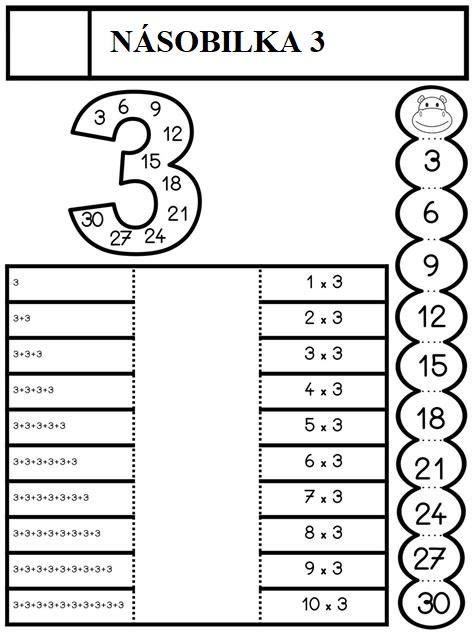 NÁSOBILKA 3
3 6 9
12
15
18
21
24
27
30
3 1 x 3
3+3 2 x 3
3+3+3 3 x 3
3+3+3+3 4 x 3
3+3+3+3+3 5 x 3
3+3+3+3+3+3 6 x 3
3+3+3+3+3+3+3 7 x 3
3+3+3+3+3+3+3+3 8 x 3
3+3+3+3+3+3+3+3+3 9 x 3
3+3+3+3+3+3+3+3+3+3 10 x 3
3
6
9
12
15
18
21
24
27
30